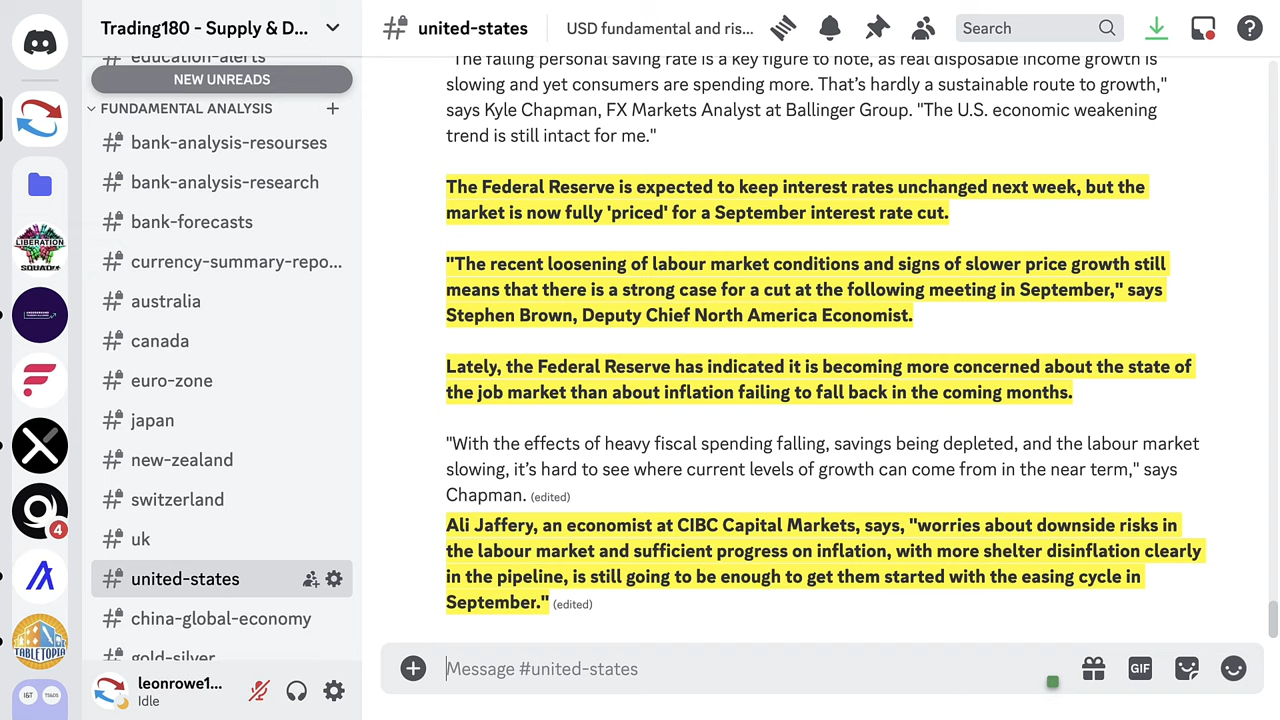 Trading180 - Supply & D...
education-alerts
NEW UNREADS
FUNDAMENTAL ANALYSIS
bank-analysis-resourses
bank-analysis-research
bank-forecasts
currency-summary-repo...
australia
canada
euro-zone
japan
new-zealand
switzerland
uk
united-states
china-global-economy
gold-silver
leonrowe1...
Idle
LIBERATION
SQUAD
4
TABLETOPIA
united-states
USD fundamental and ris...
Search
"The falling personal saving rate is a key figure to note, as real disposable income growth is
slowing and yet consumers are spending more. That's hardly a sustainable route to growth,"
says Kyle Chapman, FX Markets Analyst at Ballinger Group. "The U.S. economic weakening
trend is still intact for me."
The Federal Reserve is expected to keep interest rates unchanged next week, but the
market is now fully 'priced' for a September interest rate cut.
"The recent loosening of labour market conditions and signs of slower price growth still
means that there is a strong case for a cut at the following meeting in September," says
Stephen Brown, Deputy Chief North America Economist.
Lately, the Federal Reserve has indicated it is becoming more concerned about the state of
the job market than about inflation failing to fall back in the coming months.
"With the effects of heavy fiscal spending falling, savings being depleted, and the labour market
slowing, it's hard to see where current levels of growth can come from in the near term," says
Chapman. (edited)
Ali Jaffery, an economist at CIBC Capital Markets, says, "worries about downside risks in
the labour market and sufficient progress on inflation, with more shelter disinflation clearly
in the pipeline, is still going to be enough to get them started with the easing cycle in
September." (edited)
Message #united-states
GIF